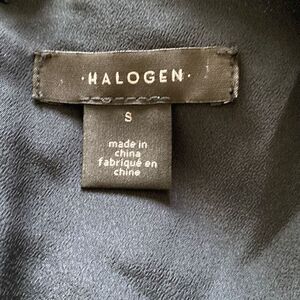 · HALOGEN ·
S
made in
china
fabriqué en
chine